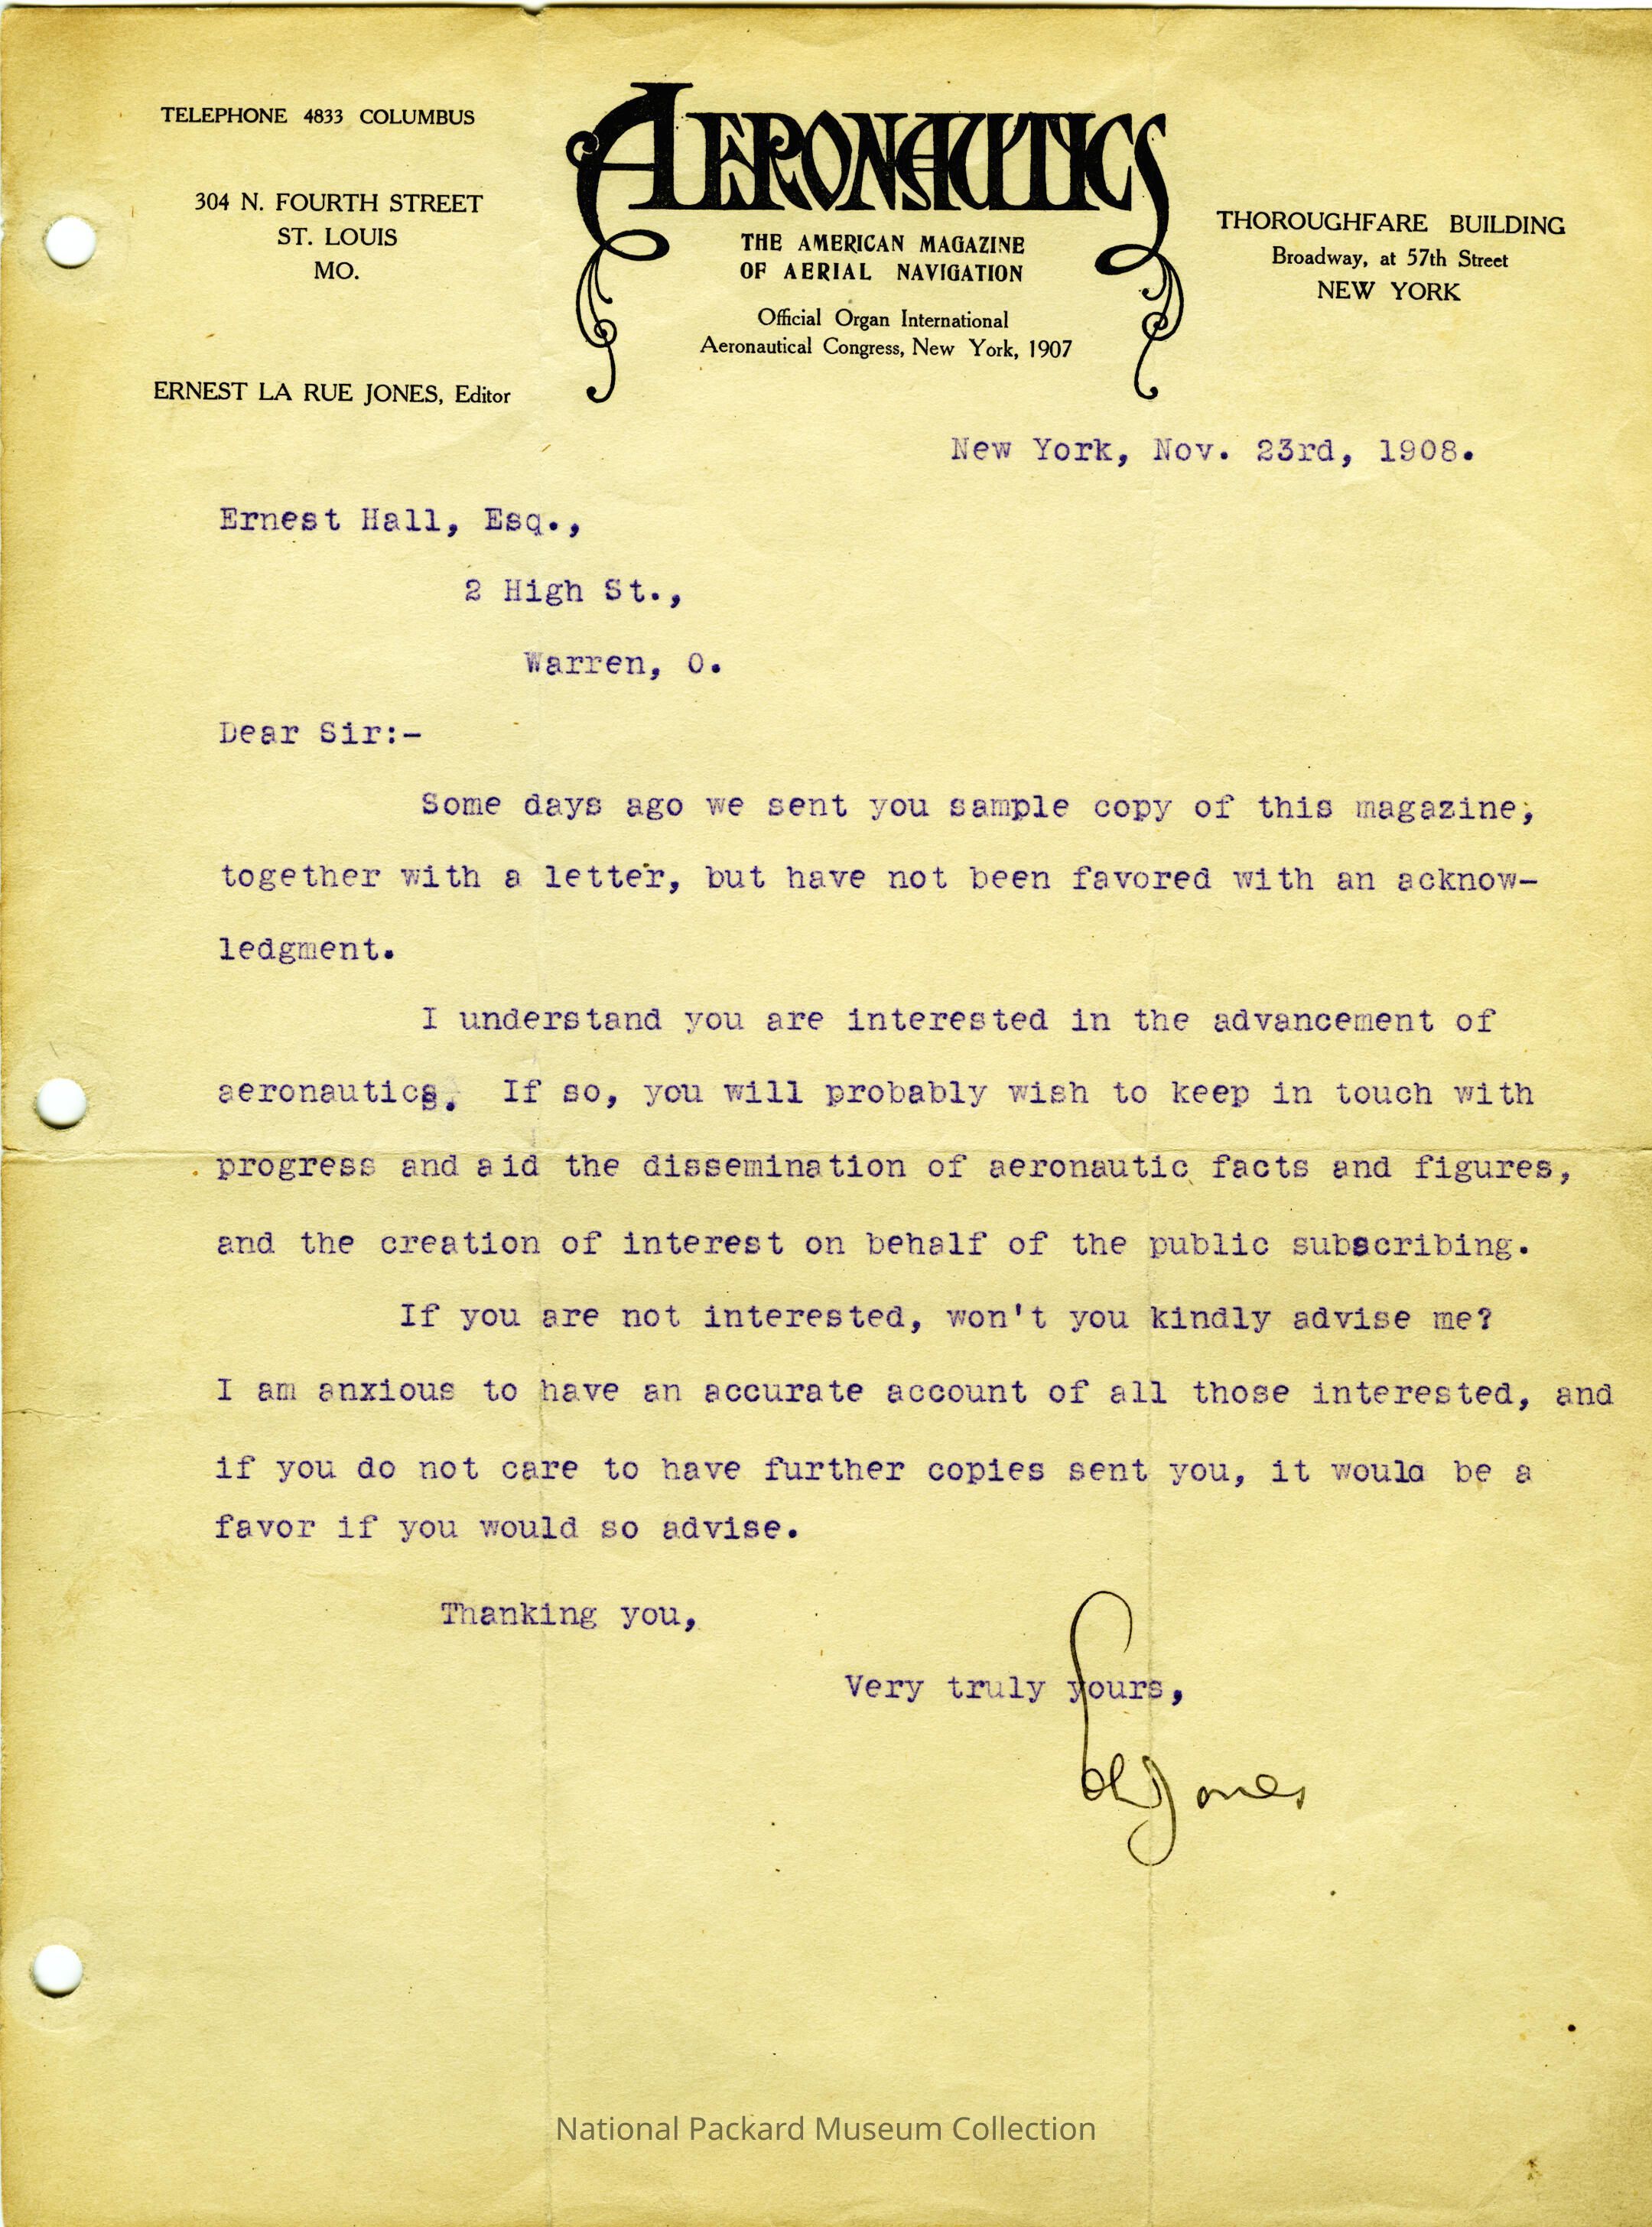 TELEPHONE 4833 COLUMBUS
304 N. FOURTH STREET
ST. LOUIS
MO.
ERNEST LA RUE JONES, Editor
AERONAUTICS
THE AMERICAN MAGAZINE
OF AERIAL NAVIGATION
Official Organ International
Aeronautical Congress, New York, 1907
THOROUGHFARE BUILDING
Broadway, at 57th Street
NEW YORK
New York, Nov. 23rd, 1908.
Ernest Hall, Esq.,
2 High St.,
Warren, O.
Dear Sir:-
Some days ago we sent you sample copy of this magazine,
together with a letter, but have not been favored with an acknow-
ledgment.
I understand you are interested in the advancement of
aeronautics. If so, you will probably wish to keep in touch with
progress and aid the dissemination of aeronautic facts and figures,
and the creation of interest on behalf of the public subscribing.
If you are not interested, won't you kindly advise me?
I am anxious to have an accurate account of all those interested, and
if you do not care to have further copies sent you, it would be a
favor if you would so advise.
Thanking you,
Very truly yours,
Jones
National Packard Museum Collection